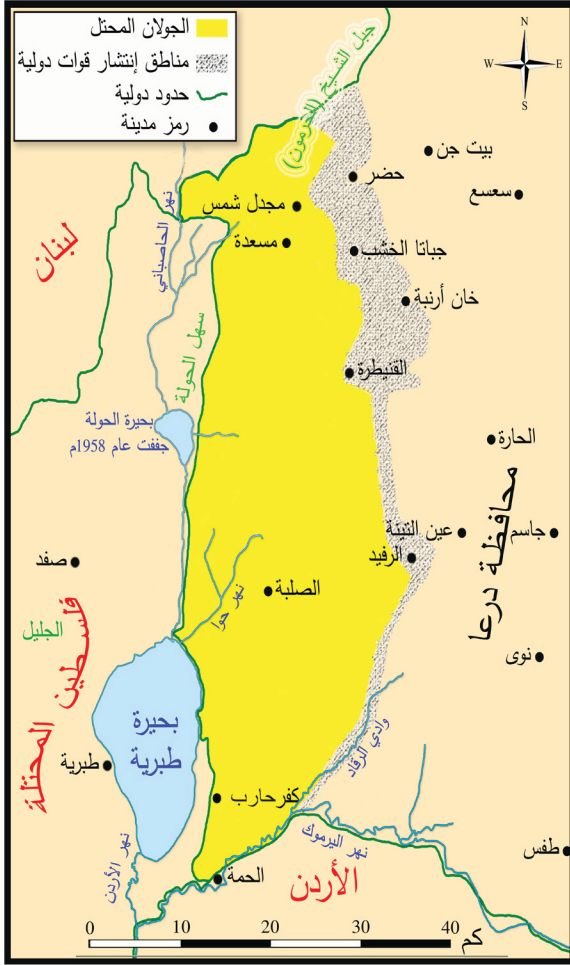 الجولان المحتل
مناطق إنتشار قوات دولية
حدود دولية
رمز مدينة
N
W E
S
جبل الشيخ (الحرمون)
بيت جن
حضر
سعسع
مجدل شمس
مسعدة
جباتا الخشب
خان أرنبة
نهر الحاصباني
لبنان
سهل الحولة
القنيطرة
بحيرة الحولة
جففت عام 1958م
الحارة
محافظة درعا
عين التينة
جاسم
الرفيد
صفد
الصلبة
نهر حوا
الجليل
فلسطين المحتلة
نوى
بحيرة
طبرية
وادي الرقاد
طبرية
كفرحارب
نهر الأردن
نهر اليرموك
طفس
الحمة
الأردن
0 10 20 30 40 كم